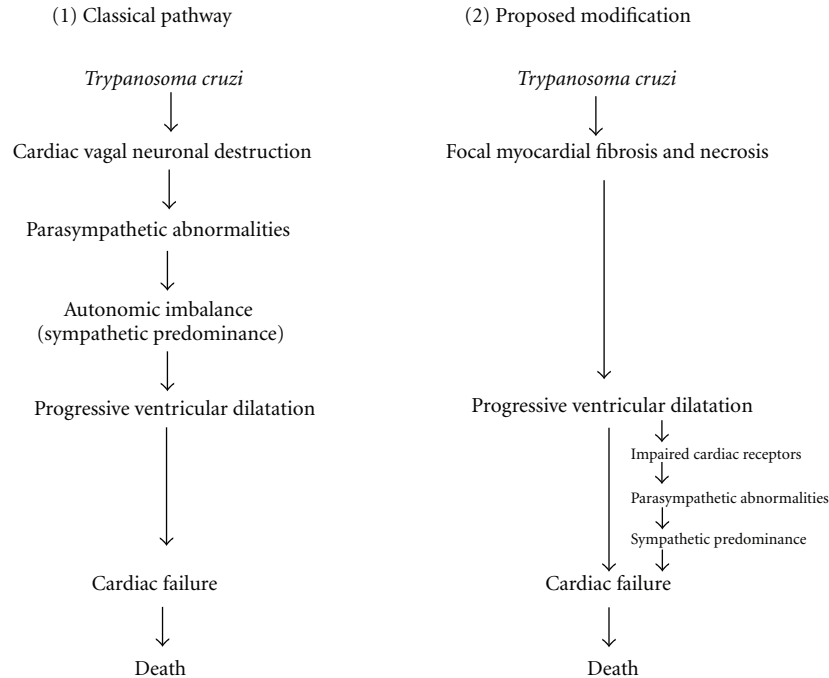 (1) Classical pathway
Trypanosoma cruzi
Cardiac vagal neuronal destruction
Parasympathetic abnormalities
Autonomic imbalance
(sympathetic predominance)
Progressive ventricular dilatation
Cardiac failure
Death
(2) Proposed modification
Trypanosoma cruzi
Focal myocardial fibrosis and necrosis
Progressive ventricular dilatation
Impaired cardiac receptors
Parasympathetic abnormalities
Sympathetic predominance
Cardiac failure
Death